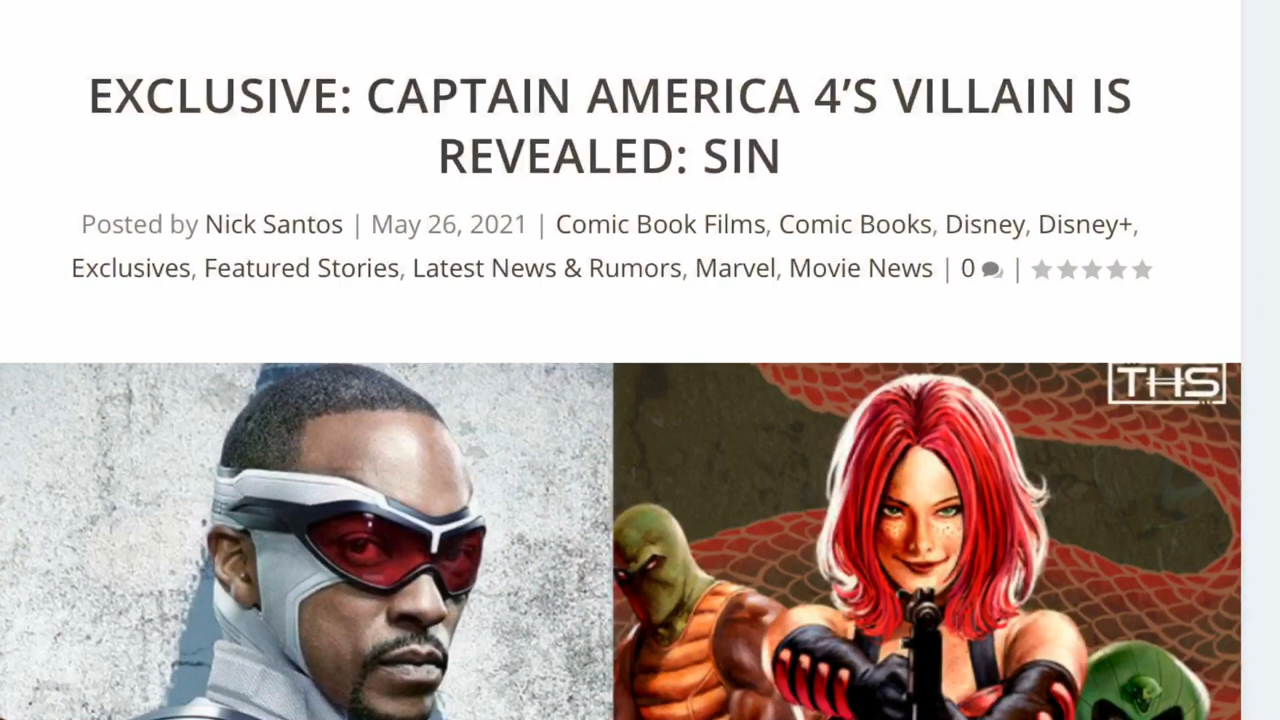 EXCLUSIVE: CAPTAIN AMERICA 4’S VILLAIN IS
REVEALED: SIN
Posted by Nick Santos | May 26, 2021 | Comic Book Films, Comic Books, Disney, Disney+,
Exclusives, Featured Stories, Latest News & Rumors, Marvel, Movie News | 0 |
THS